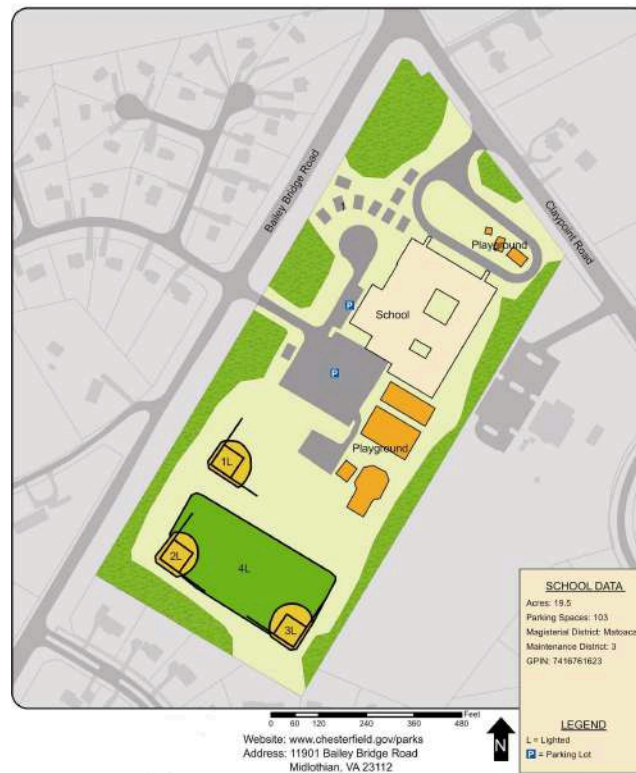 Bailey Bridge Road
Claypoint Road
1
Playground
P
School
P
Playground
1L
2L
4L
3L
SCHOOL DATA
Acres: 19.5
Parking Spaces: 103
Magisterial District: Matoaca
Maintenance District: 3
GPIN: 7416761623
LEGEND
L = Lighted
P = Parking Lot
Feet
0 60 120 240 360 480
N
Website: www.chesterfield.gov/parks
Address: 11901 Bailey Bridge Road
Midlothian, VA 23112